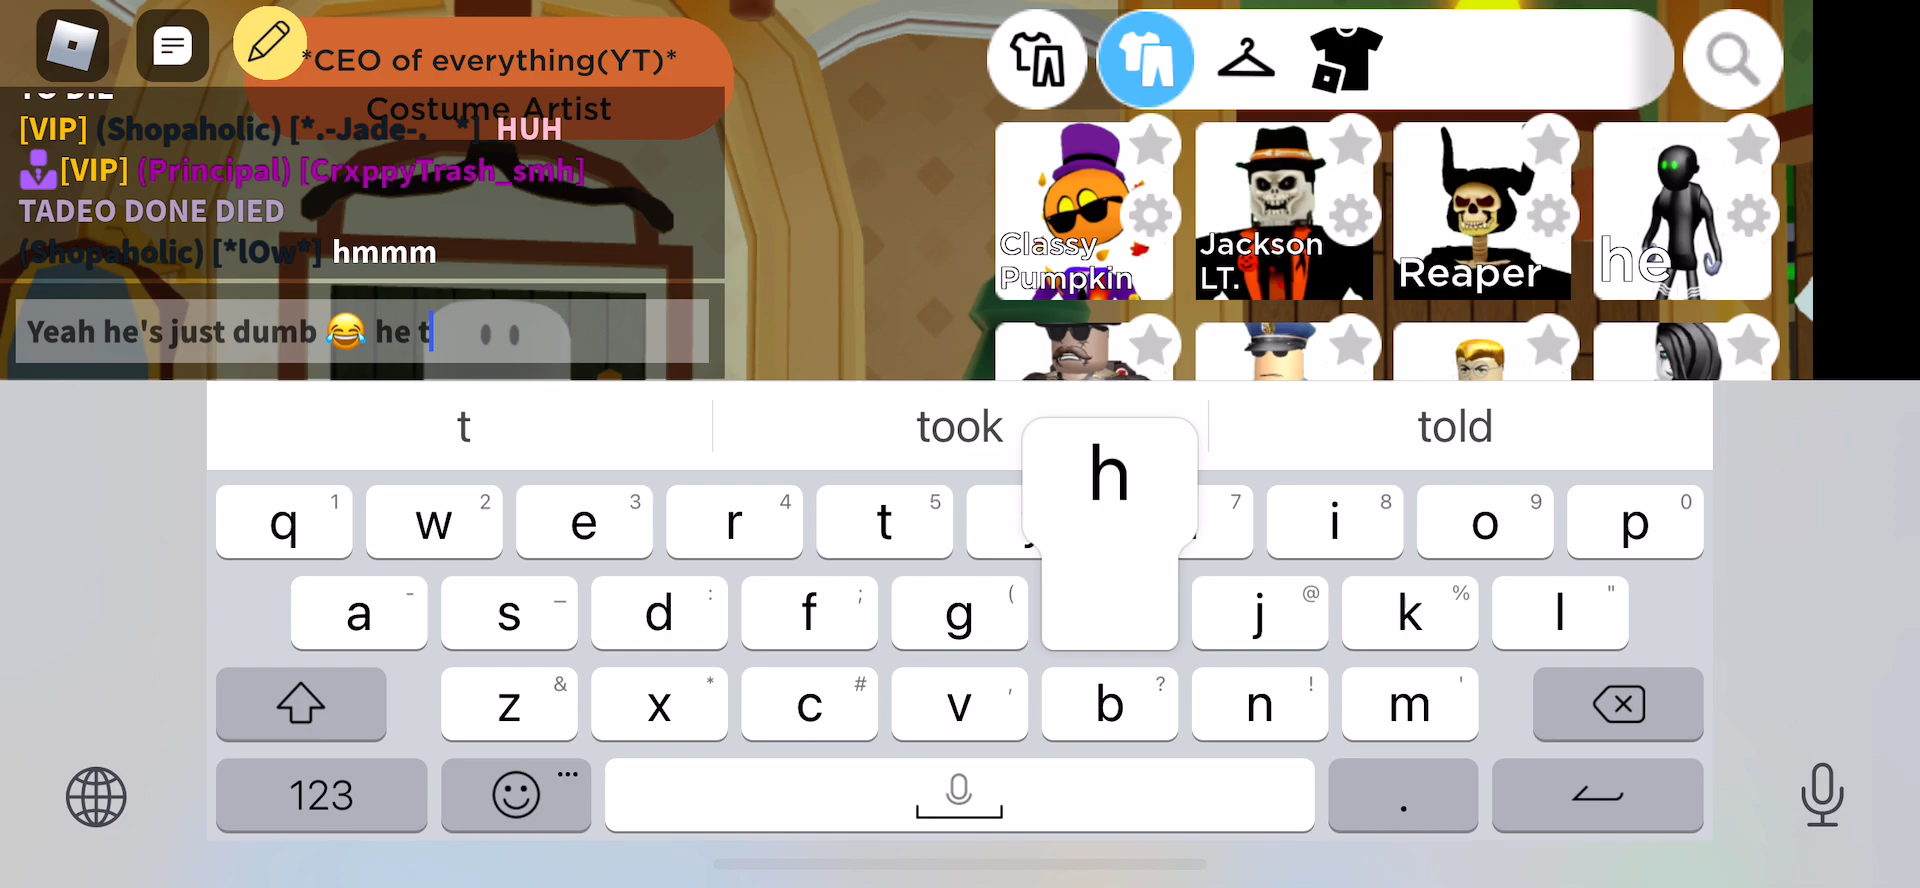 *CEO of everything(YT)*
Costume Artist
TO DIE
[VIP] (Shopaholic) [*.-Jade-. *] HUH
[VIP] (Principal) [CrxppyTrash_smh]
TADEO DONE DIED
(Shopaholic) [*lOw*] hmmm
Yeah he's just dumb 😂 he t
Classy
Pumpkin
Jackson
LT.
Reaper
he
t took told
h
q 1 w 2 e 3 r 4 t 5 7 i 8 o 9 p 0
a - s _ d : f ; g ( j @ k % l "
z & x * c # v , b ? n ! m '
123 .